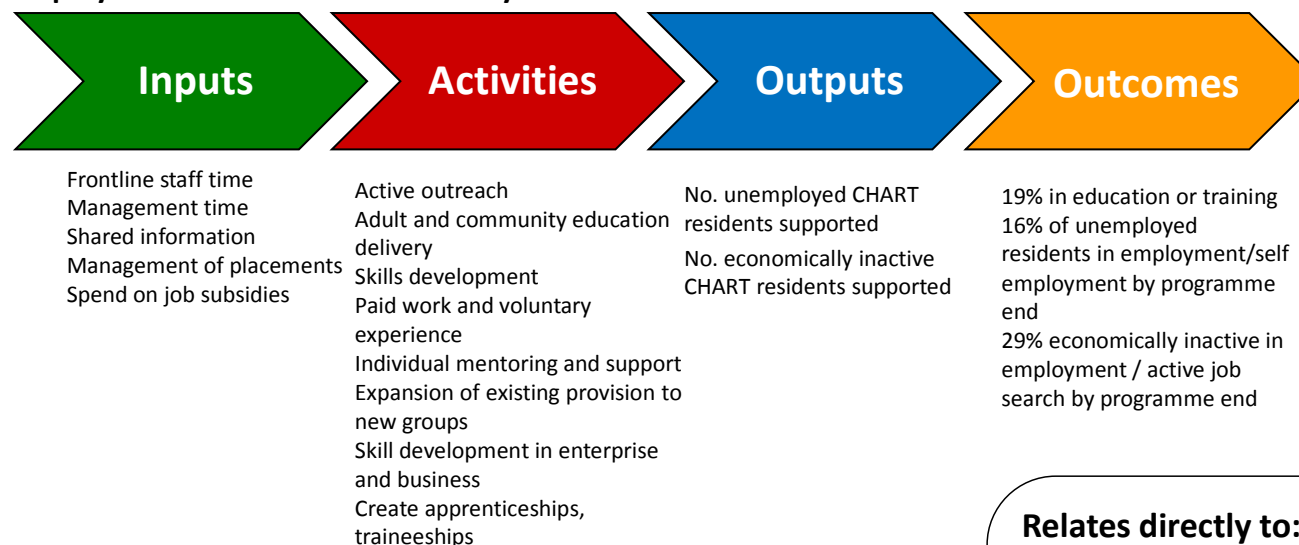 Inputs
Activities
Outputs
Outcomes
Frontline staff time
Management time
Shared information
Management of placements
Spend on job subsidies
Active outreach
Adult and community education
delivery
Skills development
Paid work and voluntary
experience
Individual mentoring and support
Expansion of existing provision to
new groups
Skill development in enterprise
and business
Create apprenticeships,
traineeships
No. unemployed CHART
residents supported
No. economically inactive
CHART residents supported
19% in education or training
16% of unemployed
residents in employment/self
employment by programme
end
29% economically inactive in
employment / active job
search by programme end
Relates directly to: